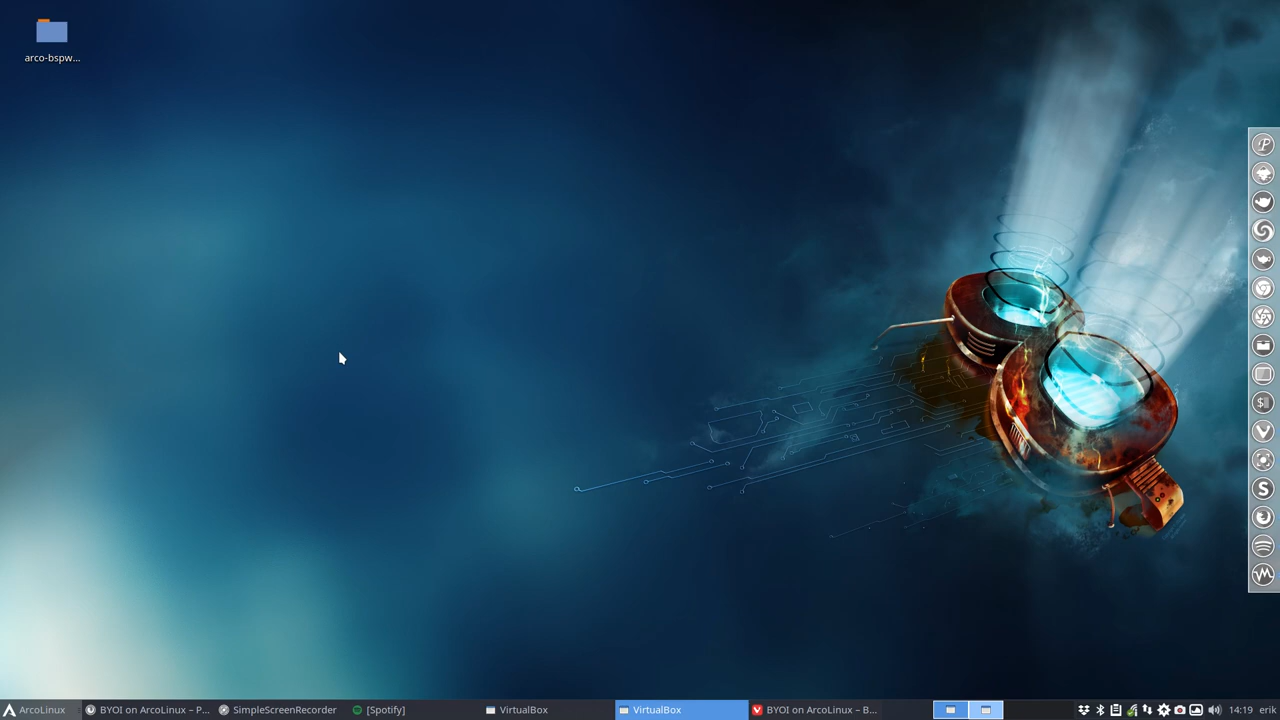 arco-bspw...
ArcoLinux
BYOI on ArcoLinux – P...
SimpleScreenRecorder
[Spotify]
VirtualBox
VirtualBox
BYOI on ArcoLinux – B...
14:19
erik